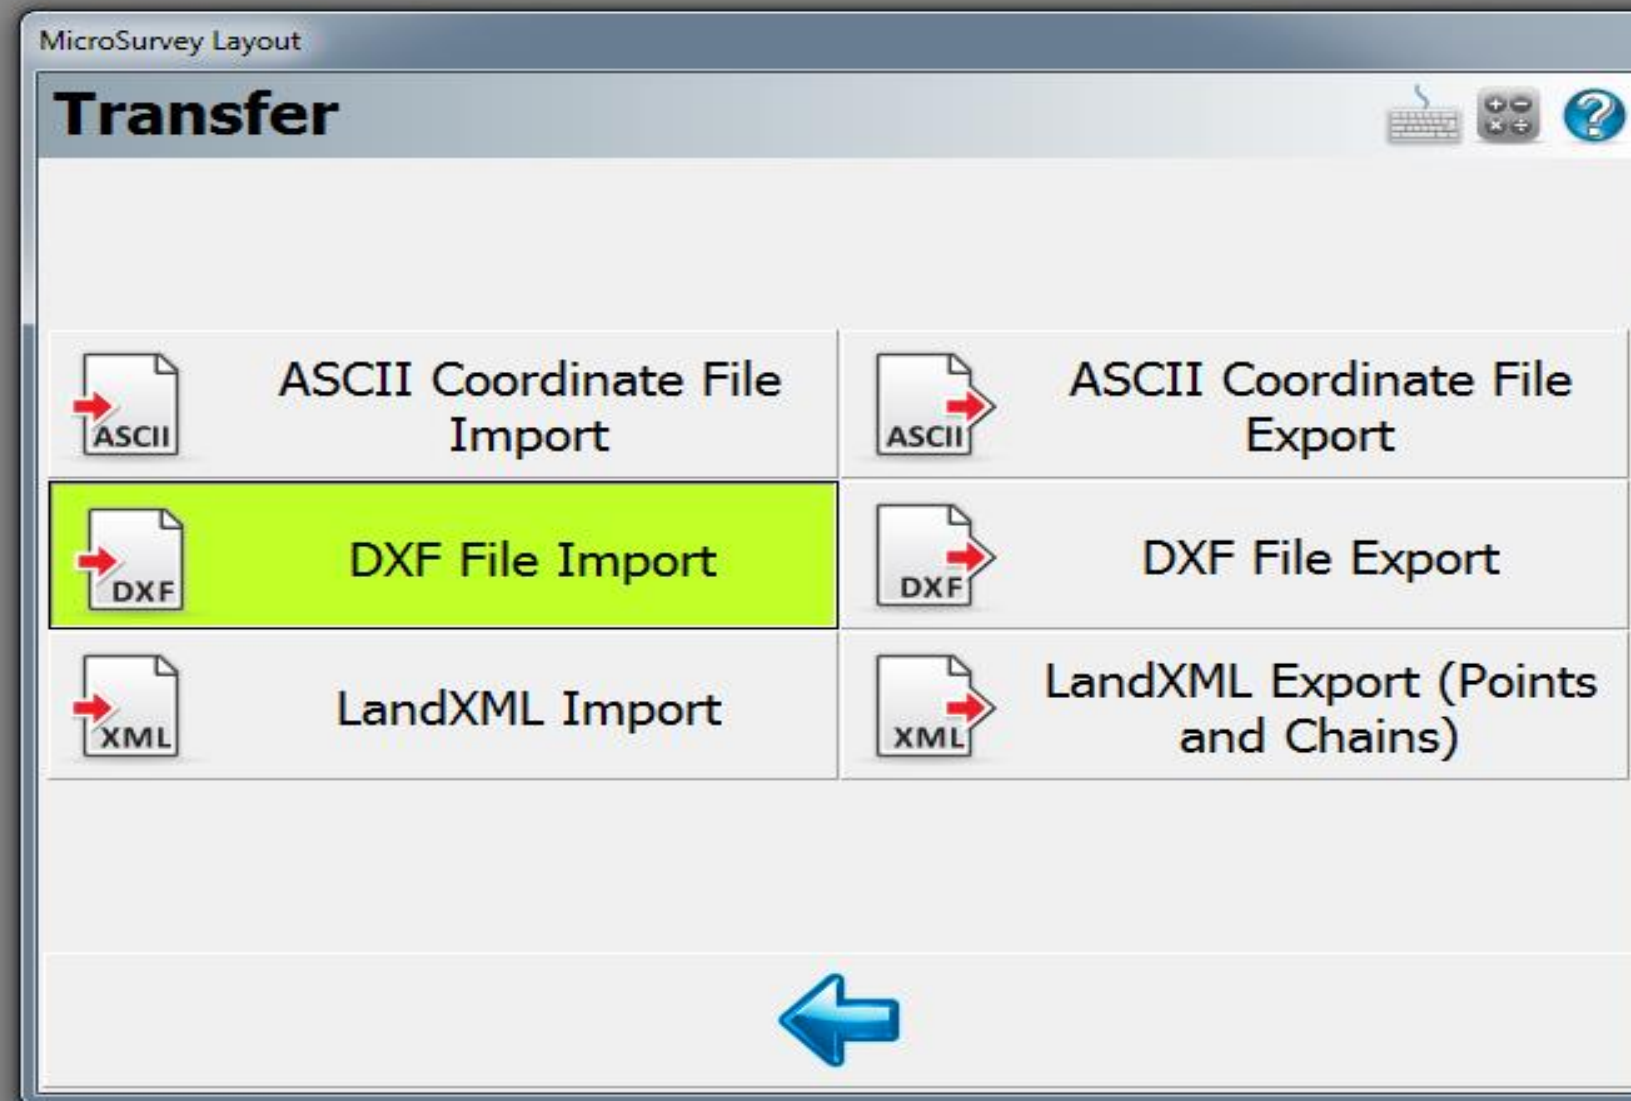 MicroSurvey Layout
Transfer
ASCII
ASCII Coordinate File
Import
ASCII
ASCII Coordinate File
Export
DXF
DXF File Import
DXF
DXF File Export
XML
LandXML Import
XML
LandXML Export (Points
and Chains)